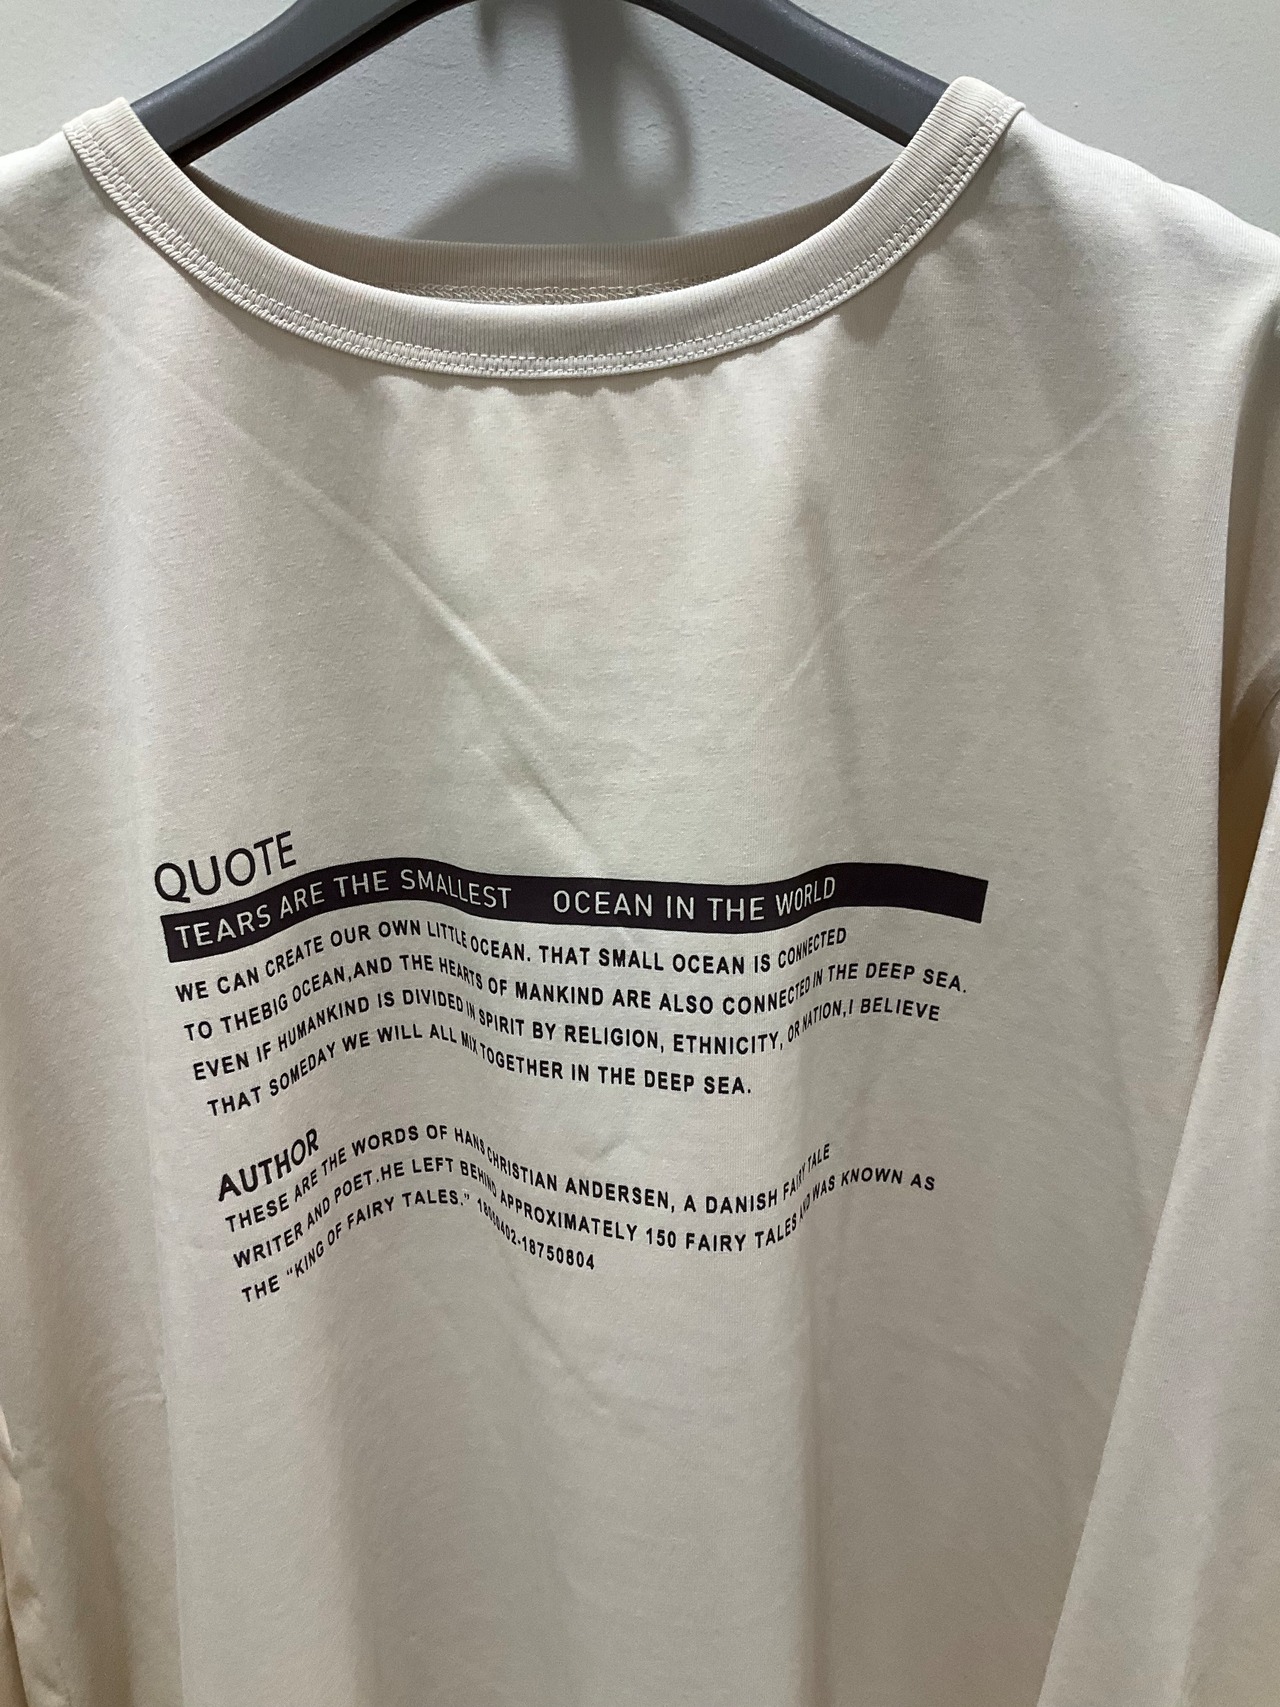 QUOTE
TEARS ARE THE SMALLEST OCEAN IN THE WORLD
WE CAN CREATE OUR OWN LITTLE OCEAN. THAT SMALL OCEAN IS CONNECTED
TO THEBIG OCEAN,AND THE HEARTS OF MANKIND ARE ALSO CONNECTED IN THE DEEP SEA.
EVEN IF HUMANKIND IS DIVIDED IN SPIRIT BY RELIGION, ETHNICITY, OR NATION,I BELIEVE
THAT SOMEDAY WE WILL ALL MIX TOGETHER IN THE DEEP SEA.
AUTHOR
THESE ARE THE WORDS OF HANS CHRISTIAN ANDERSEN, A DANISH FAIRY TALE
WRITER AND POET.HE LEFT BEHIND APPROXIMATELY 150 FAIRY TALES AND WAS KNOWN AS
THE "KING OF FAIRY TALES." 18050402-18750804